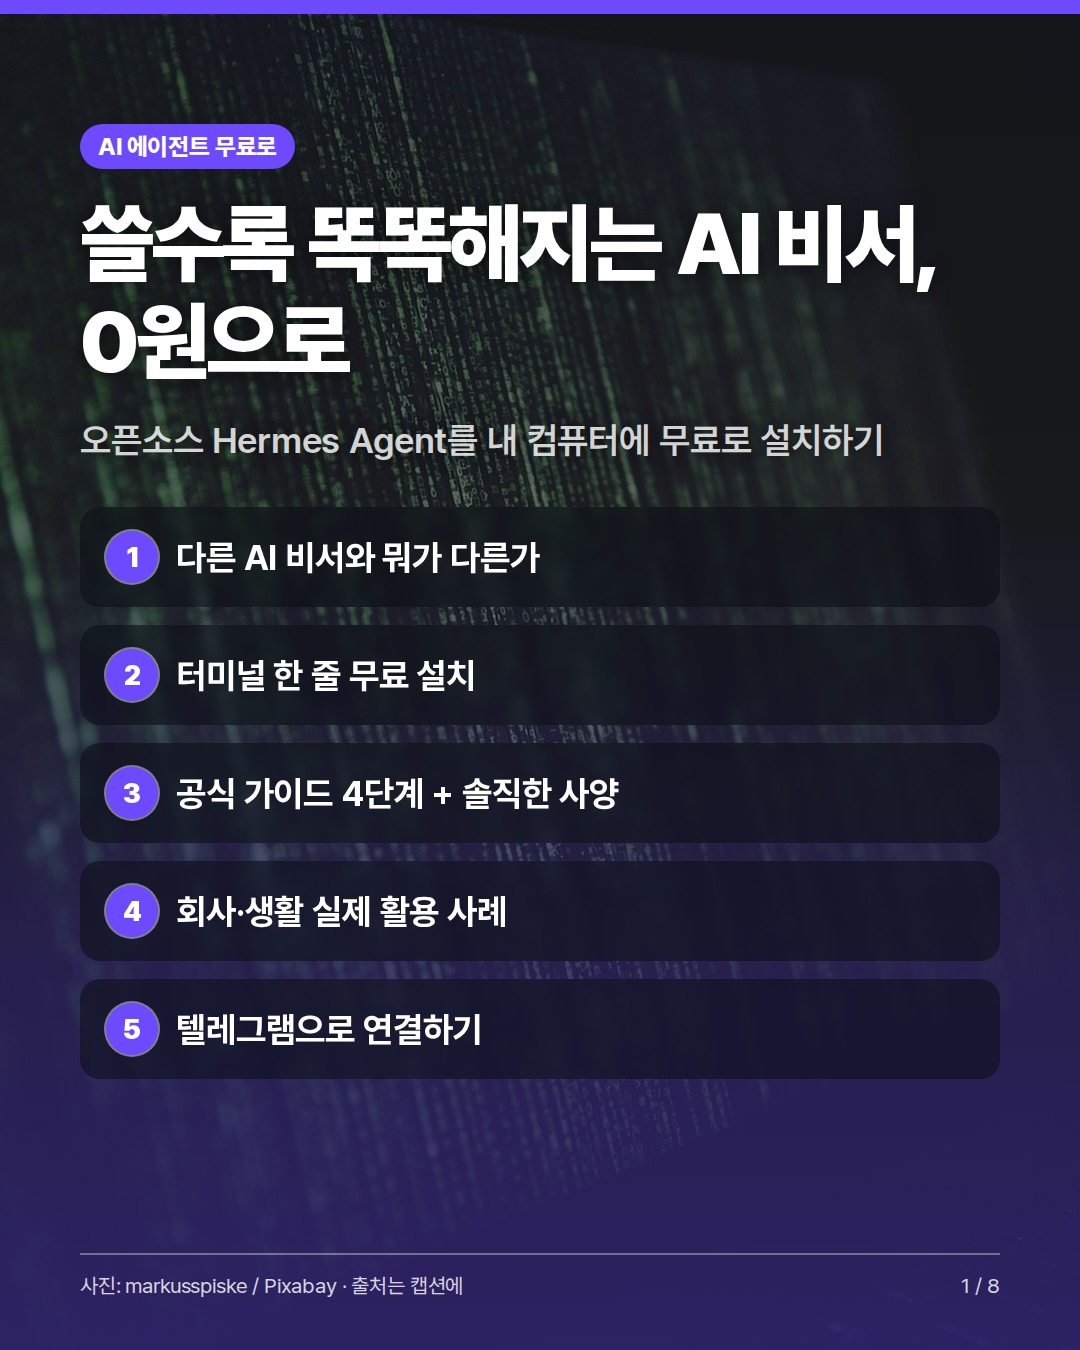 AI 에이전트 무료로
쓸수록 똑똑해지는 AI 비서,
0원으로
오픈소스 Hermes Agent를 내 컴퓨터에 무료로 설치하기
1 다른 AI 비서와 뭐가 다른가
2 터미널 한 줄 무료 설치
3 공식 가이드 4단계 + 솔직한 사양
4 회사·생활 실제 활용 사례
5 텔레그램으로 연결하기
사진: markusspiske / Pixabay · 출처는 캡션에
1 / 8